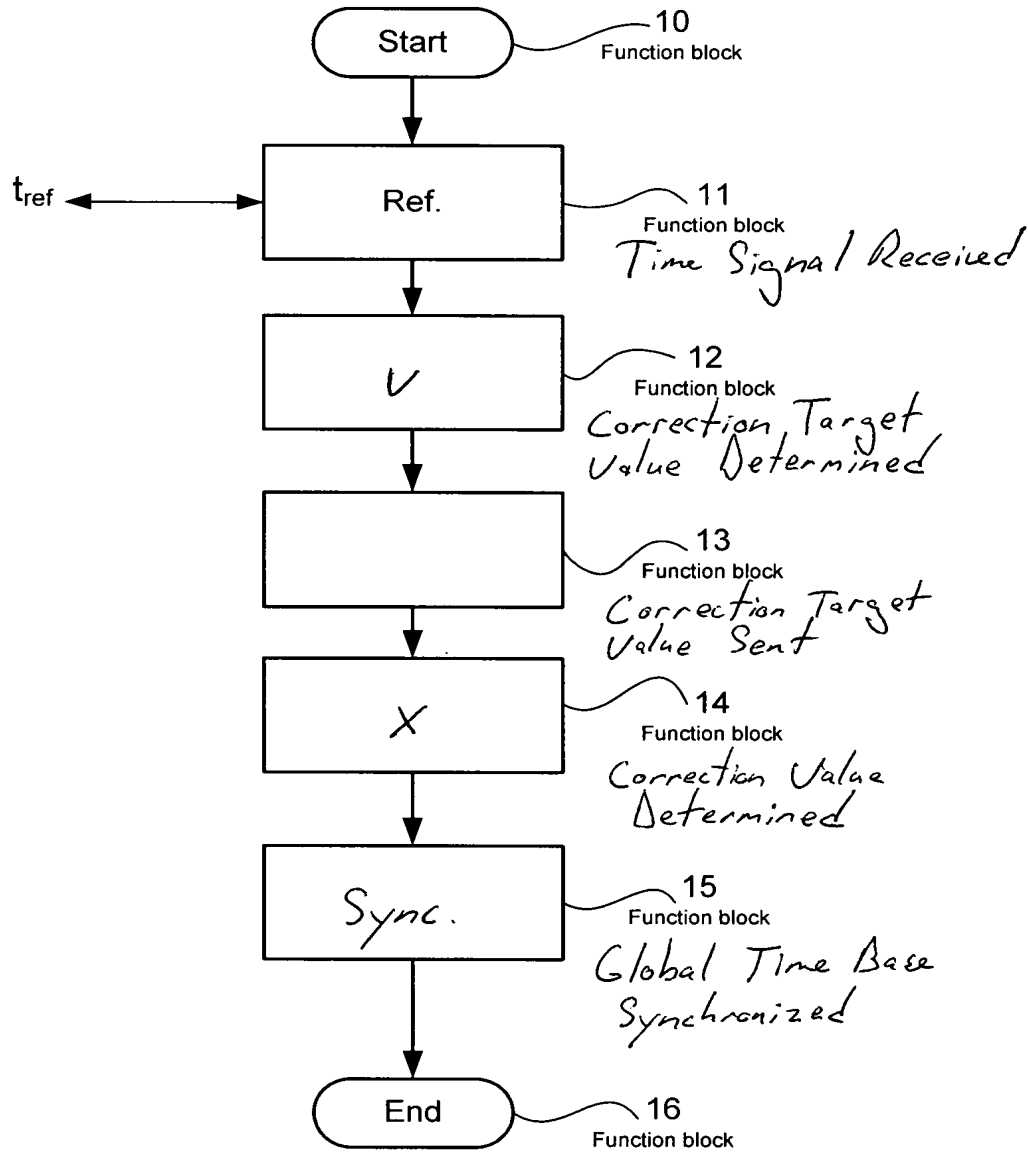 Start
10
Function block
t_ref
Ref.
11
Function block
Time Signal Received
V
12
Function block
Correction Target
Value Determined
13
Function block
Correction Target
Value Sent
X
14
Function block
Correction Value
Determined
Sync.
15
Function block
Global Time Base
Synchronized
End
16
Function block